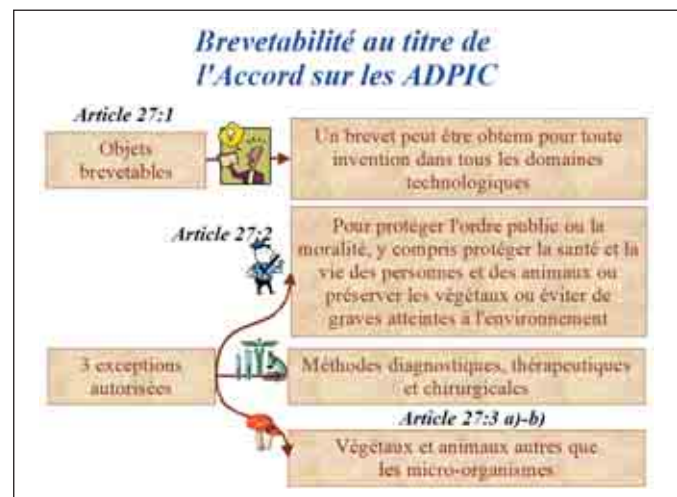 Brevetabilité au titre de
l'Accord sur les ADPIC
Article 27:1
Objets
brevetables
Un brevet peut être obtenu pour toute
invention dans tous les domaines
technologiques
Article 27:2
Pour protéger l'ordre public ou la
moralité, y compris protéger la santé et la
vie des personnes et des animaux ou
préserver les végétaux ou éviter de
graves atteintes à l'environnement
3 exceptions
autorisées
Méthodes diagnostiques, thérapeutiques
et chirurgicales
Article 27:3 a)-b)
Végétaux et animaux autres que
les micro-organismes